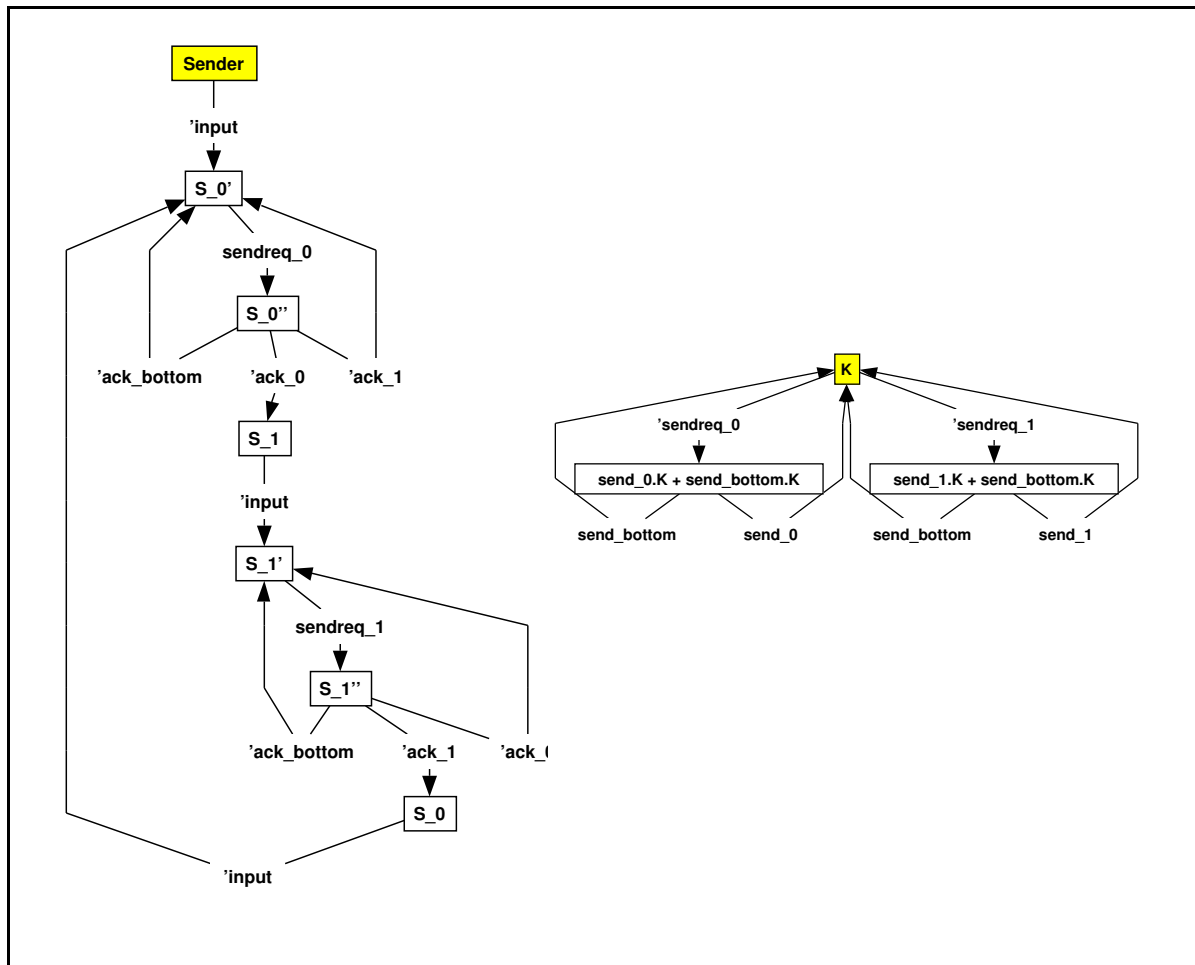 Sender
’input
S_0'
sendreq_0
S_0’’
’ack_bottom ’ack_0 ’ack_1
S_1
’input
S_1’
sendreq_1
S_1’’
’ack_bottom ’ack_1
S_0
’input
K
’sendreq_0 ’sendreq_1
send_0.K + send_bottom.K send_1.K + send_bottom.K
send_bottom send_0 send_bottom send_1